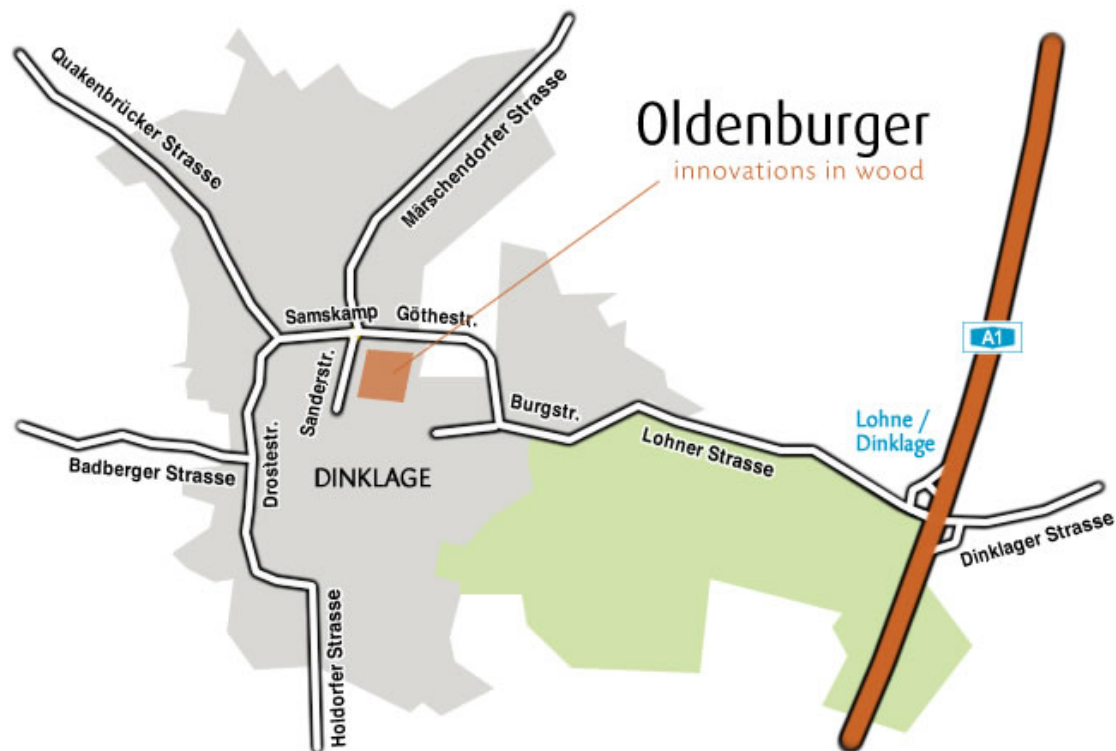 Quakenbrücker Strasse
Märschendorfer Strasse
Oldenburger
innovations in wood
Samskamp
Göthestr.
A1
Sanderstr.
Burgstr.
Lohne /
Dinklage
Lohner Strasse
Badberger Strasse
Drostestr.
DINKLAGE
Dinklager Strasse
Holdorfer Strasse